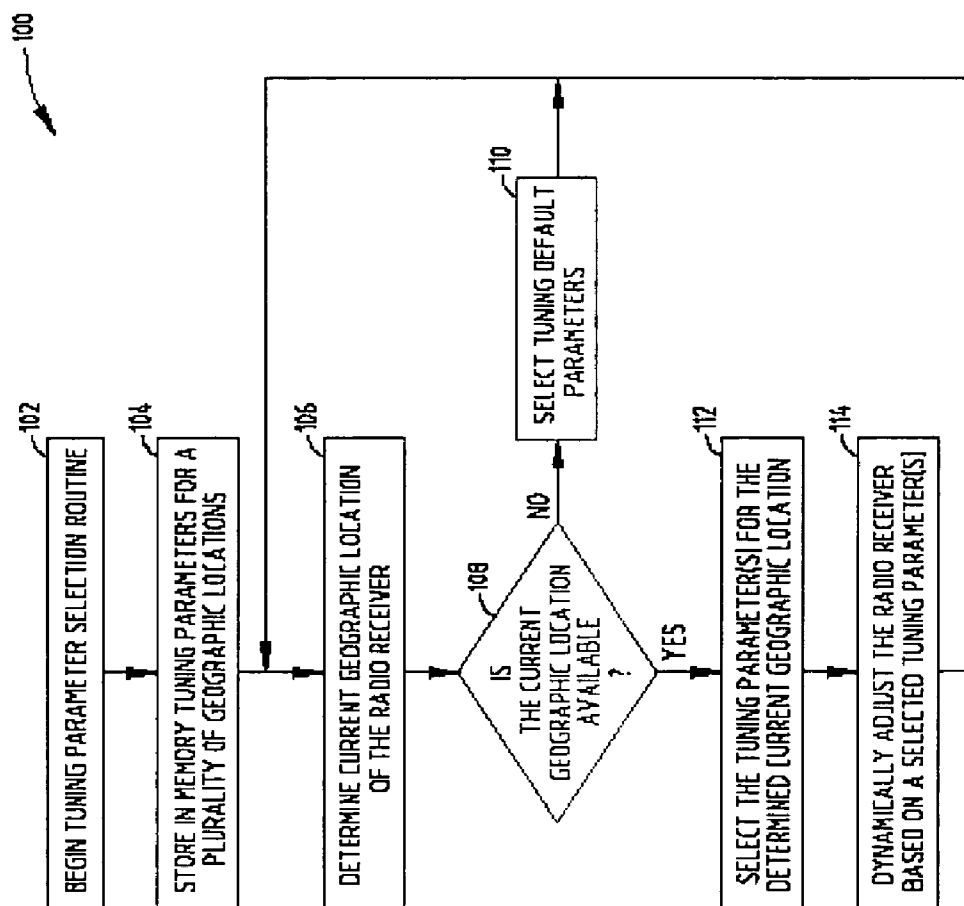 100
102
BEGIN TUNING PARAMETER SELECTION ROUTINE
104
STORE IN MEMORY TUNING PARAMETERS FOR A
PLURALITY OF GEOGRAPHIC LOCATIONS
106
DETERMINE CURRENT GEOGRAPHIC LOCATION
OF THE RADIO RECEIVER
108
IS
THE CURRENT
GEOGRAPHIC LOCATION
AVAILABLE
?
NO
110
SELECT TUNING DEFAULT
PARAMETERS
YES
112
SELECT THE TUNING PARAMETER(S) FOR THE
DETERMINED CURRENT GEOGRAPHIC LOCATION
114
DYNAMICALLY ADJUST THE RADIO RECEIVER
BASED ON A SELECTED TUNING PARAMETER(S)